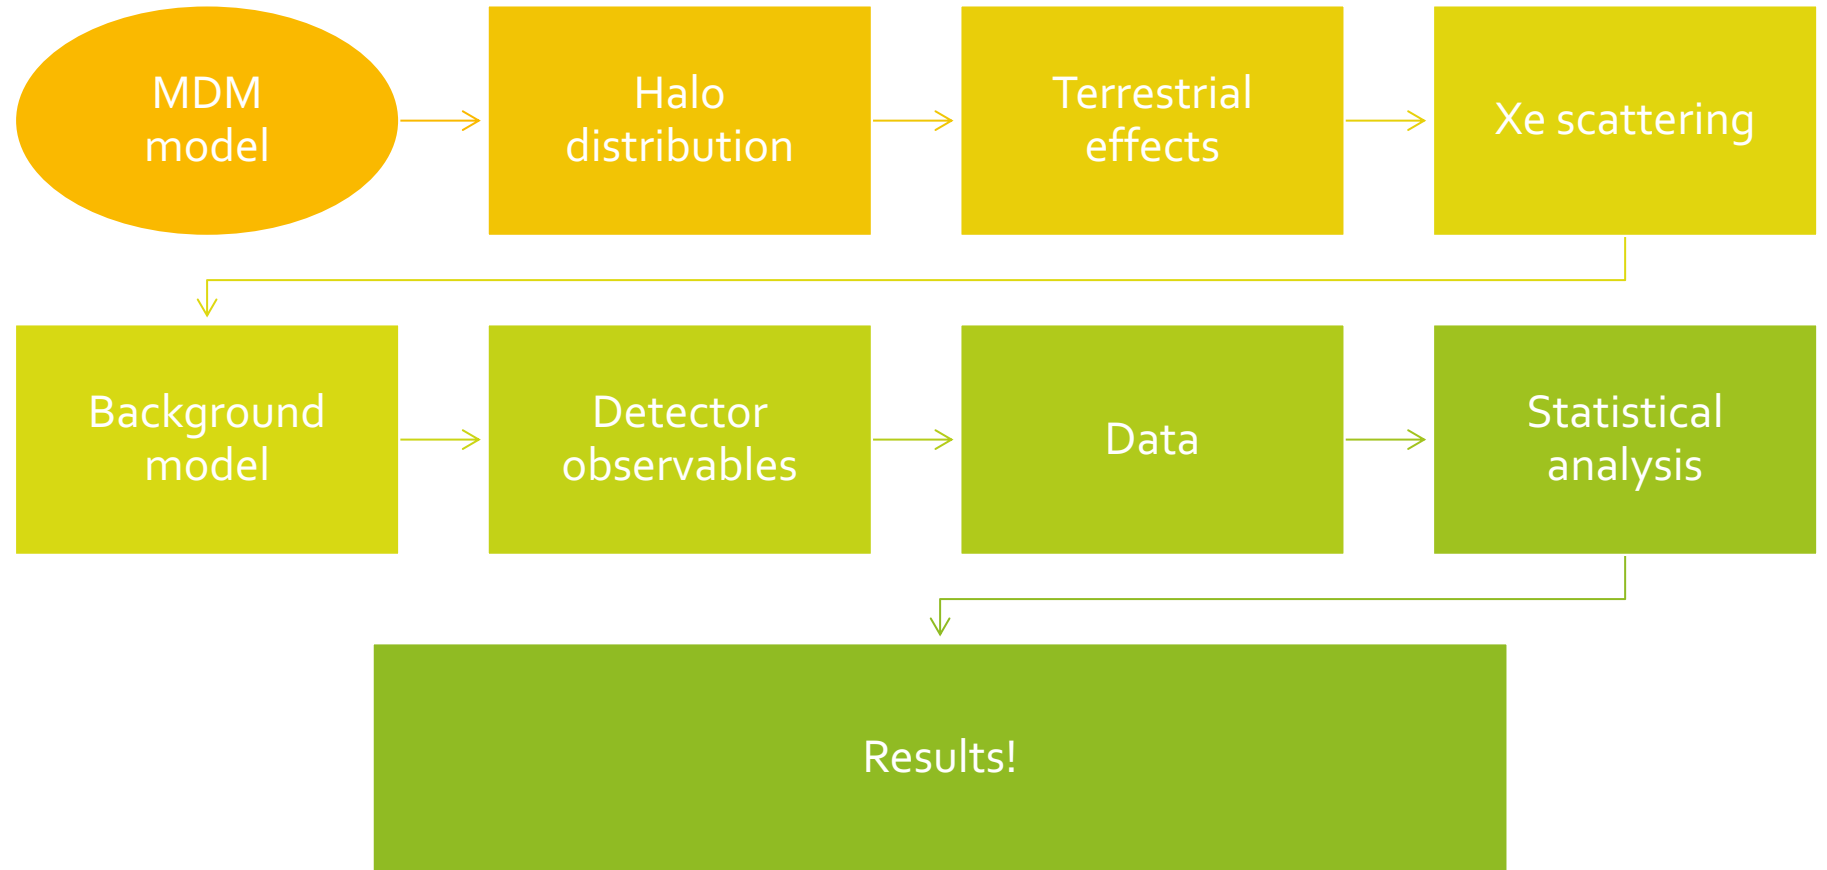 MDM
model
Halo
distribution
Terrestrial
effects
Xe scattering
Background
model
Detector
observables
Data
Statistical
analysis
Results!